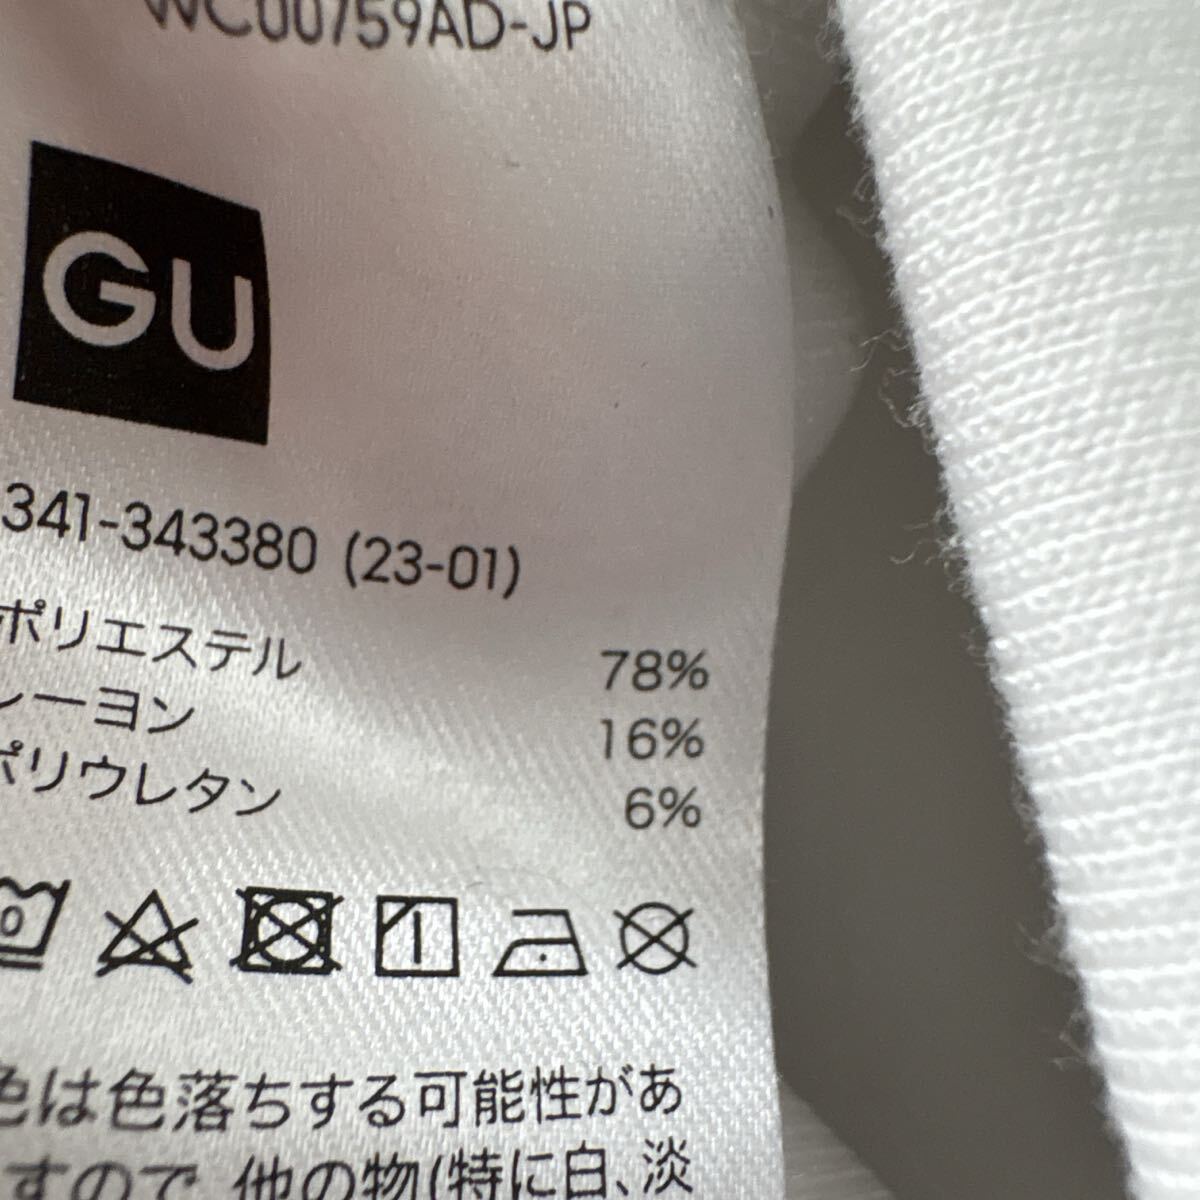 WC00759AD-JP
GU
341-343380 (23-01)
ポリエステル 78%
レーヨン 16%
ポリウレタン 6%
色は色落ちする可能性があ
すので、他の物(特に白、淡